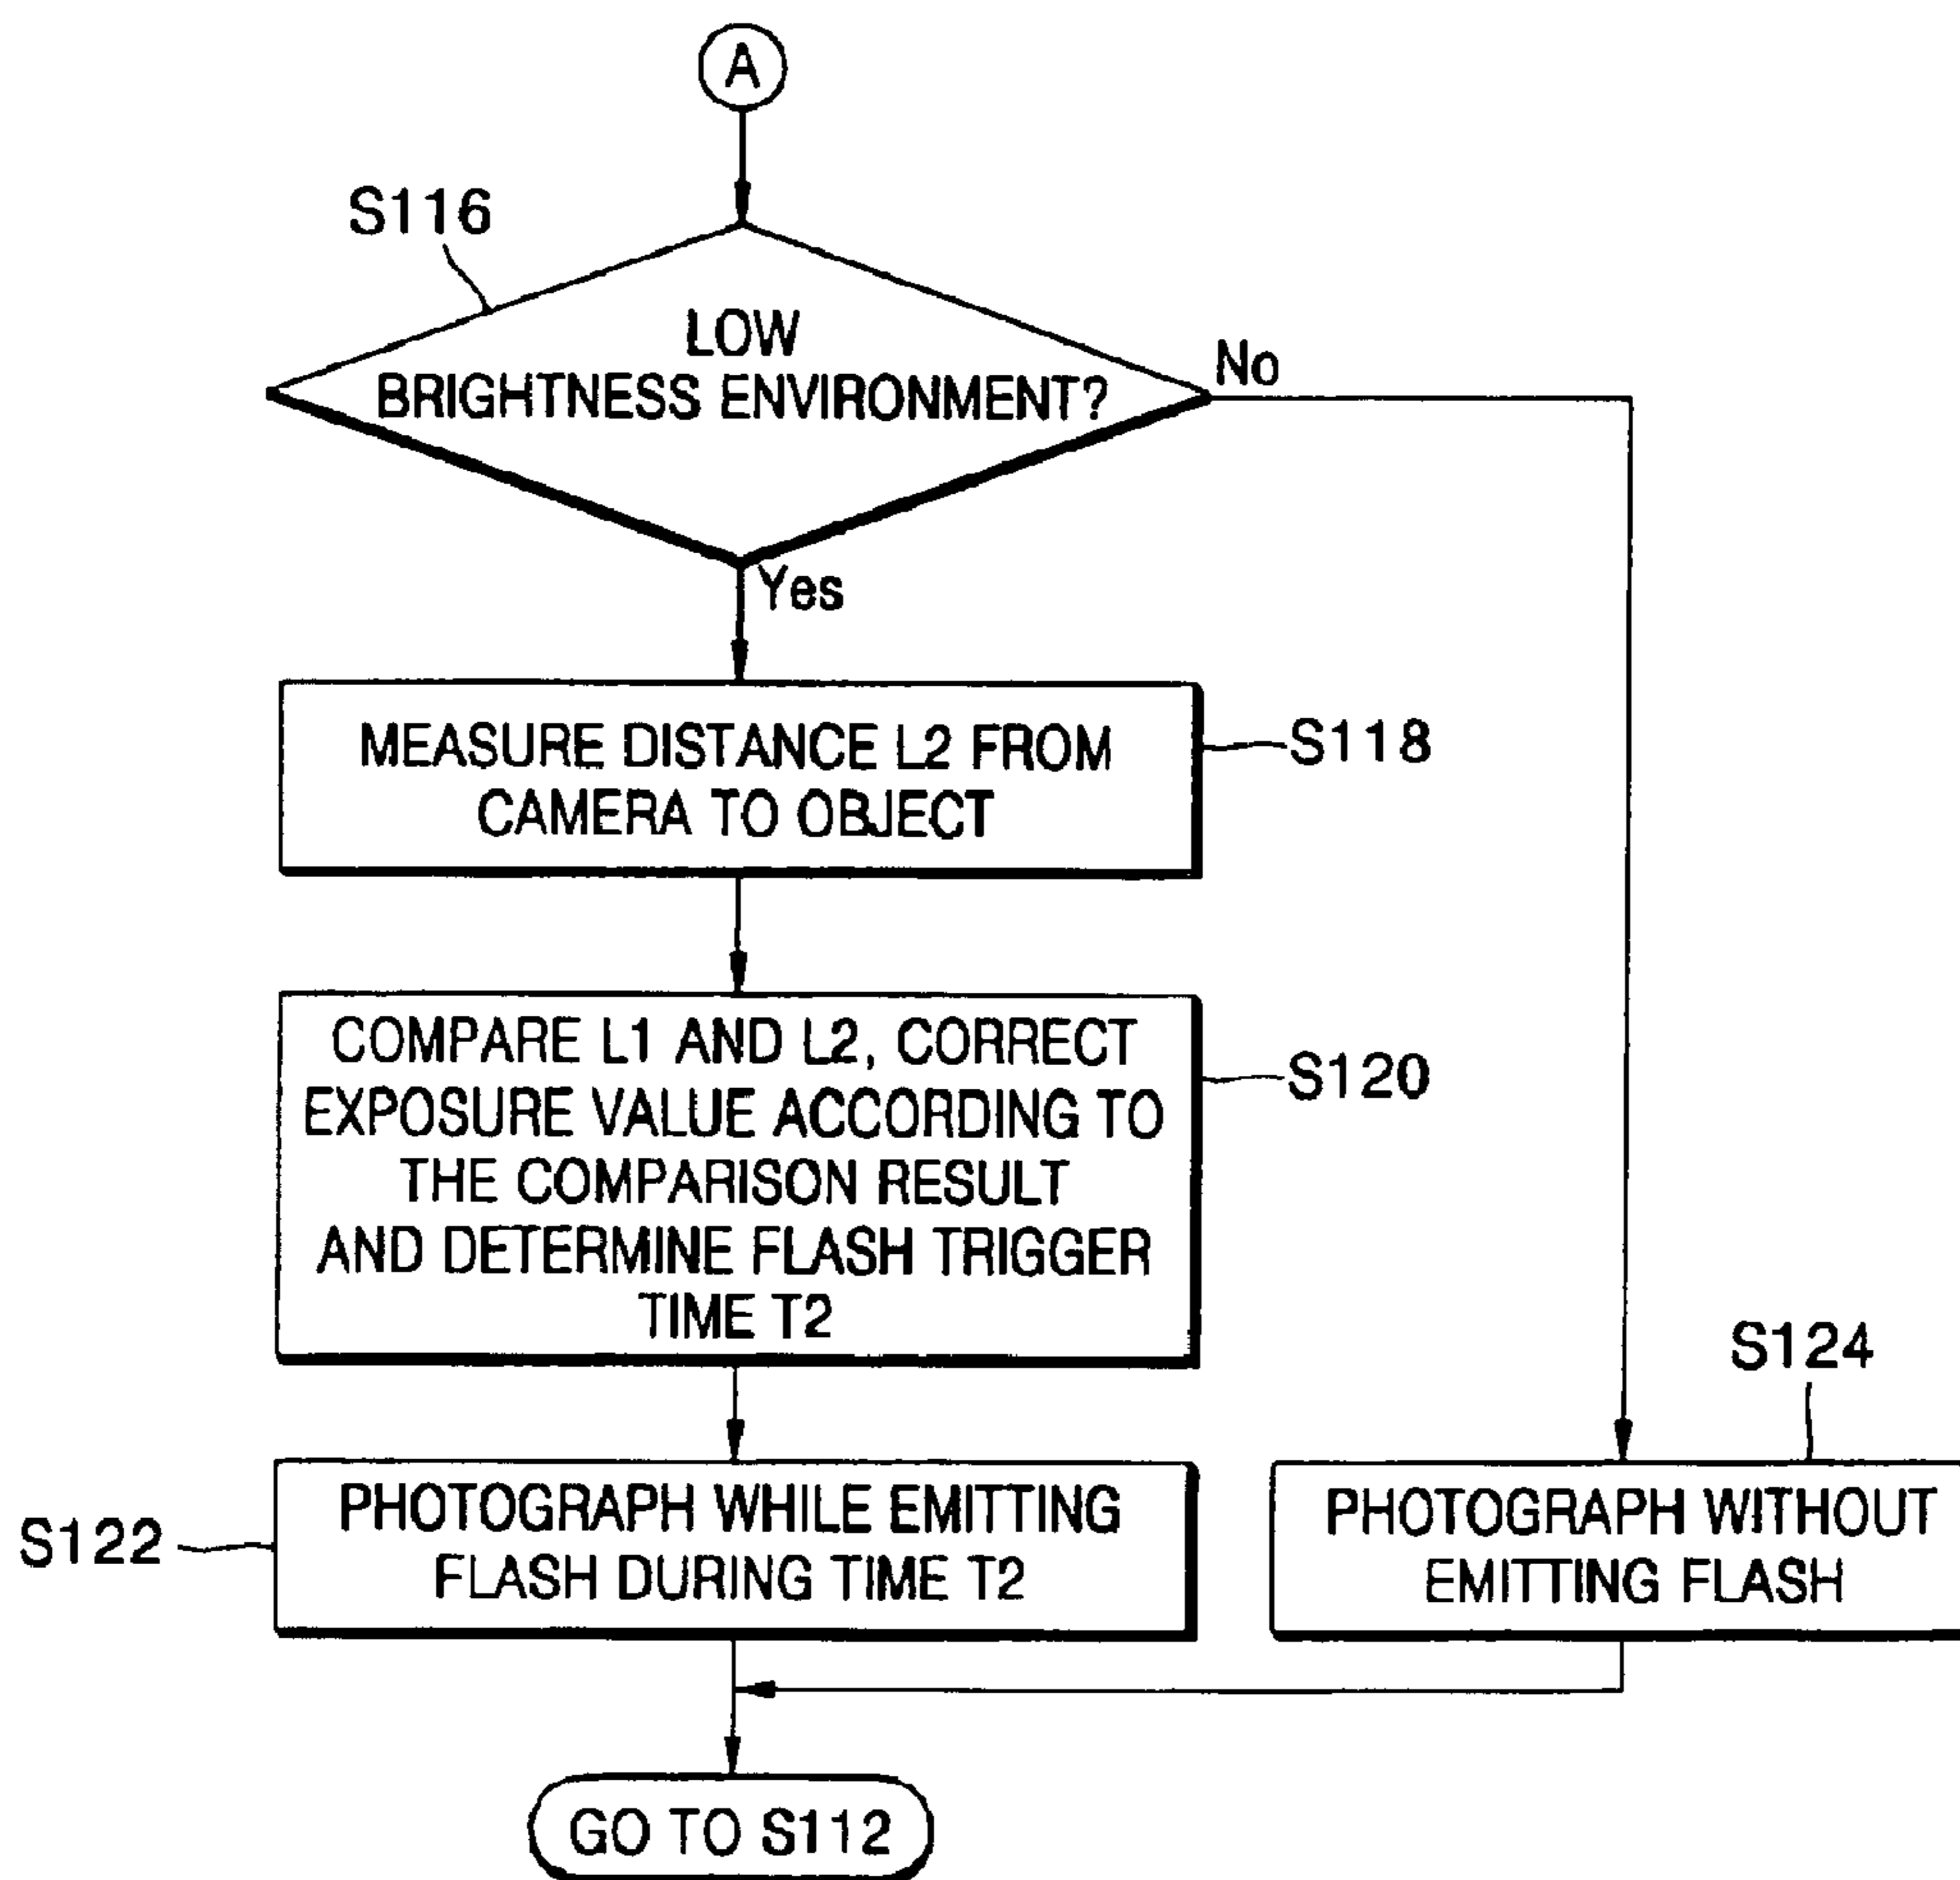 A
S116
LOW
BRIGHTNESS ENVIRONMENT?
No
Yes
MEASURE DISTANCE L2 FROM
CAMERA TO OBJECT
S118
COMPARE L1 AND L2, CORRECT
EXPOSURE VALUE ACCORDING TO
THE COMPARISON RESULT
AND DETERMINE FLASH TRIGGER
TIME T2
S120
S124
S122
PHOTOGRAPH WHILE EMITTING
FLASH DURING TIME T2
PHOTOGRAPH WITHOUT
EMITTING FLASH
GO TO S112